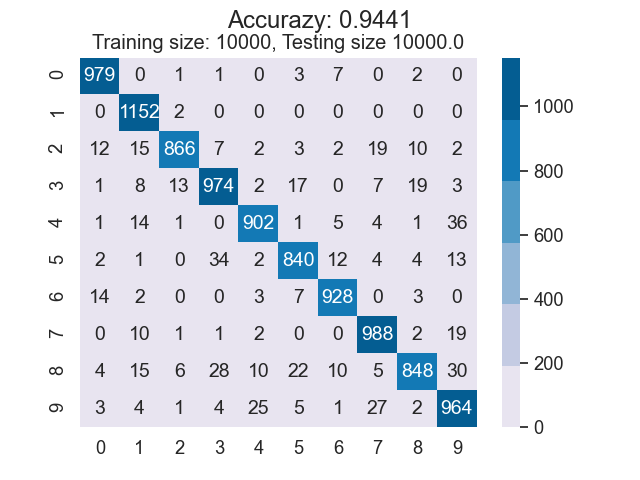 Accurazy: 0.9441
Training size: 10000, Testing size 10000.0
0 979 0 1 1 0 3 7 0 2 0
1 0 1152 2 0 0 0 0 0 0 0
2 12 15 866 7 2 3 2 19 10 2
3 1 8 13 974 2 17 0 7 19 3
4 1 14 1 0 902 1 5 4 1 36
5 2 1 0 34 2 840 12 4 4 13
6 14 2 0 0 3 7 928 0 3 0
7 0 10 1 1 2 0 0 988 2 19
8 4 15 6 28 10 22 10 5 848 30
9 3 4 1 4 25 5 1 27 2 964
0 1 2 3 4 5 6 7 8 9
1000
800
600
400
200
0